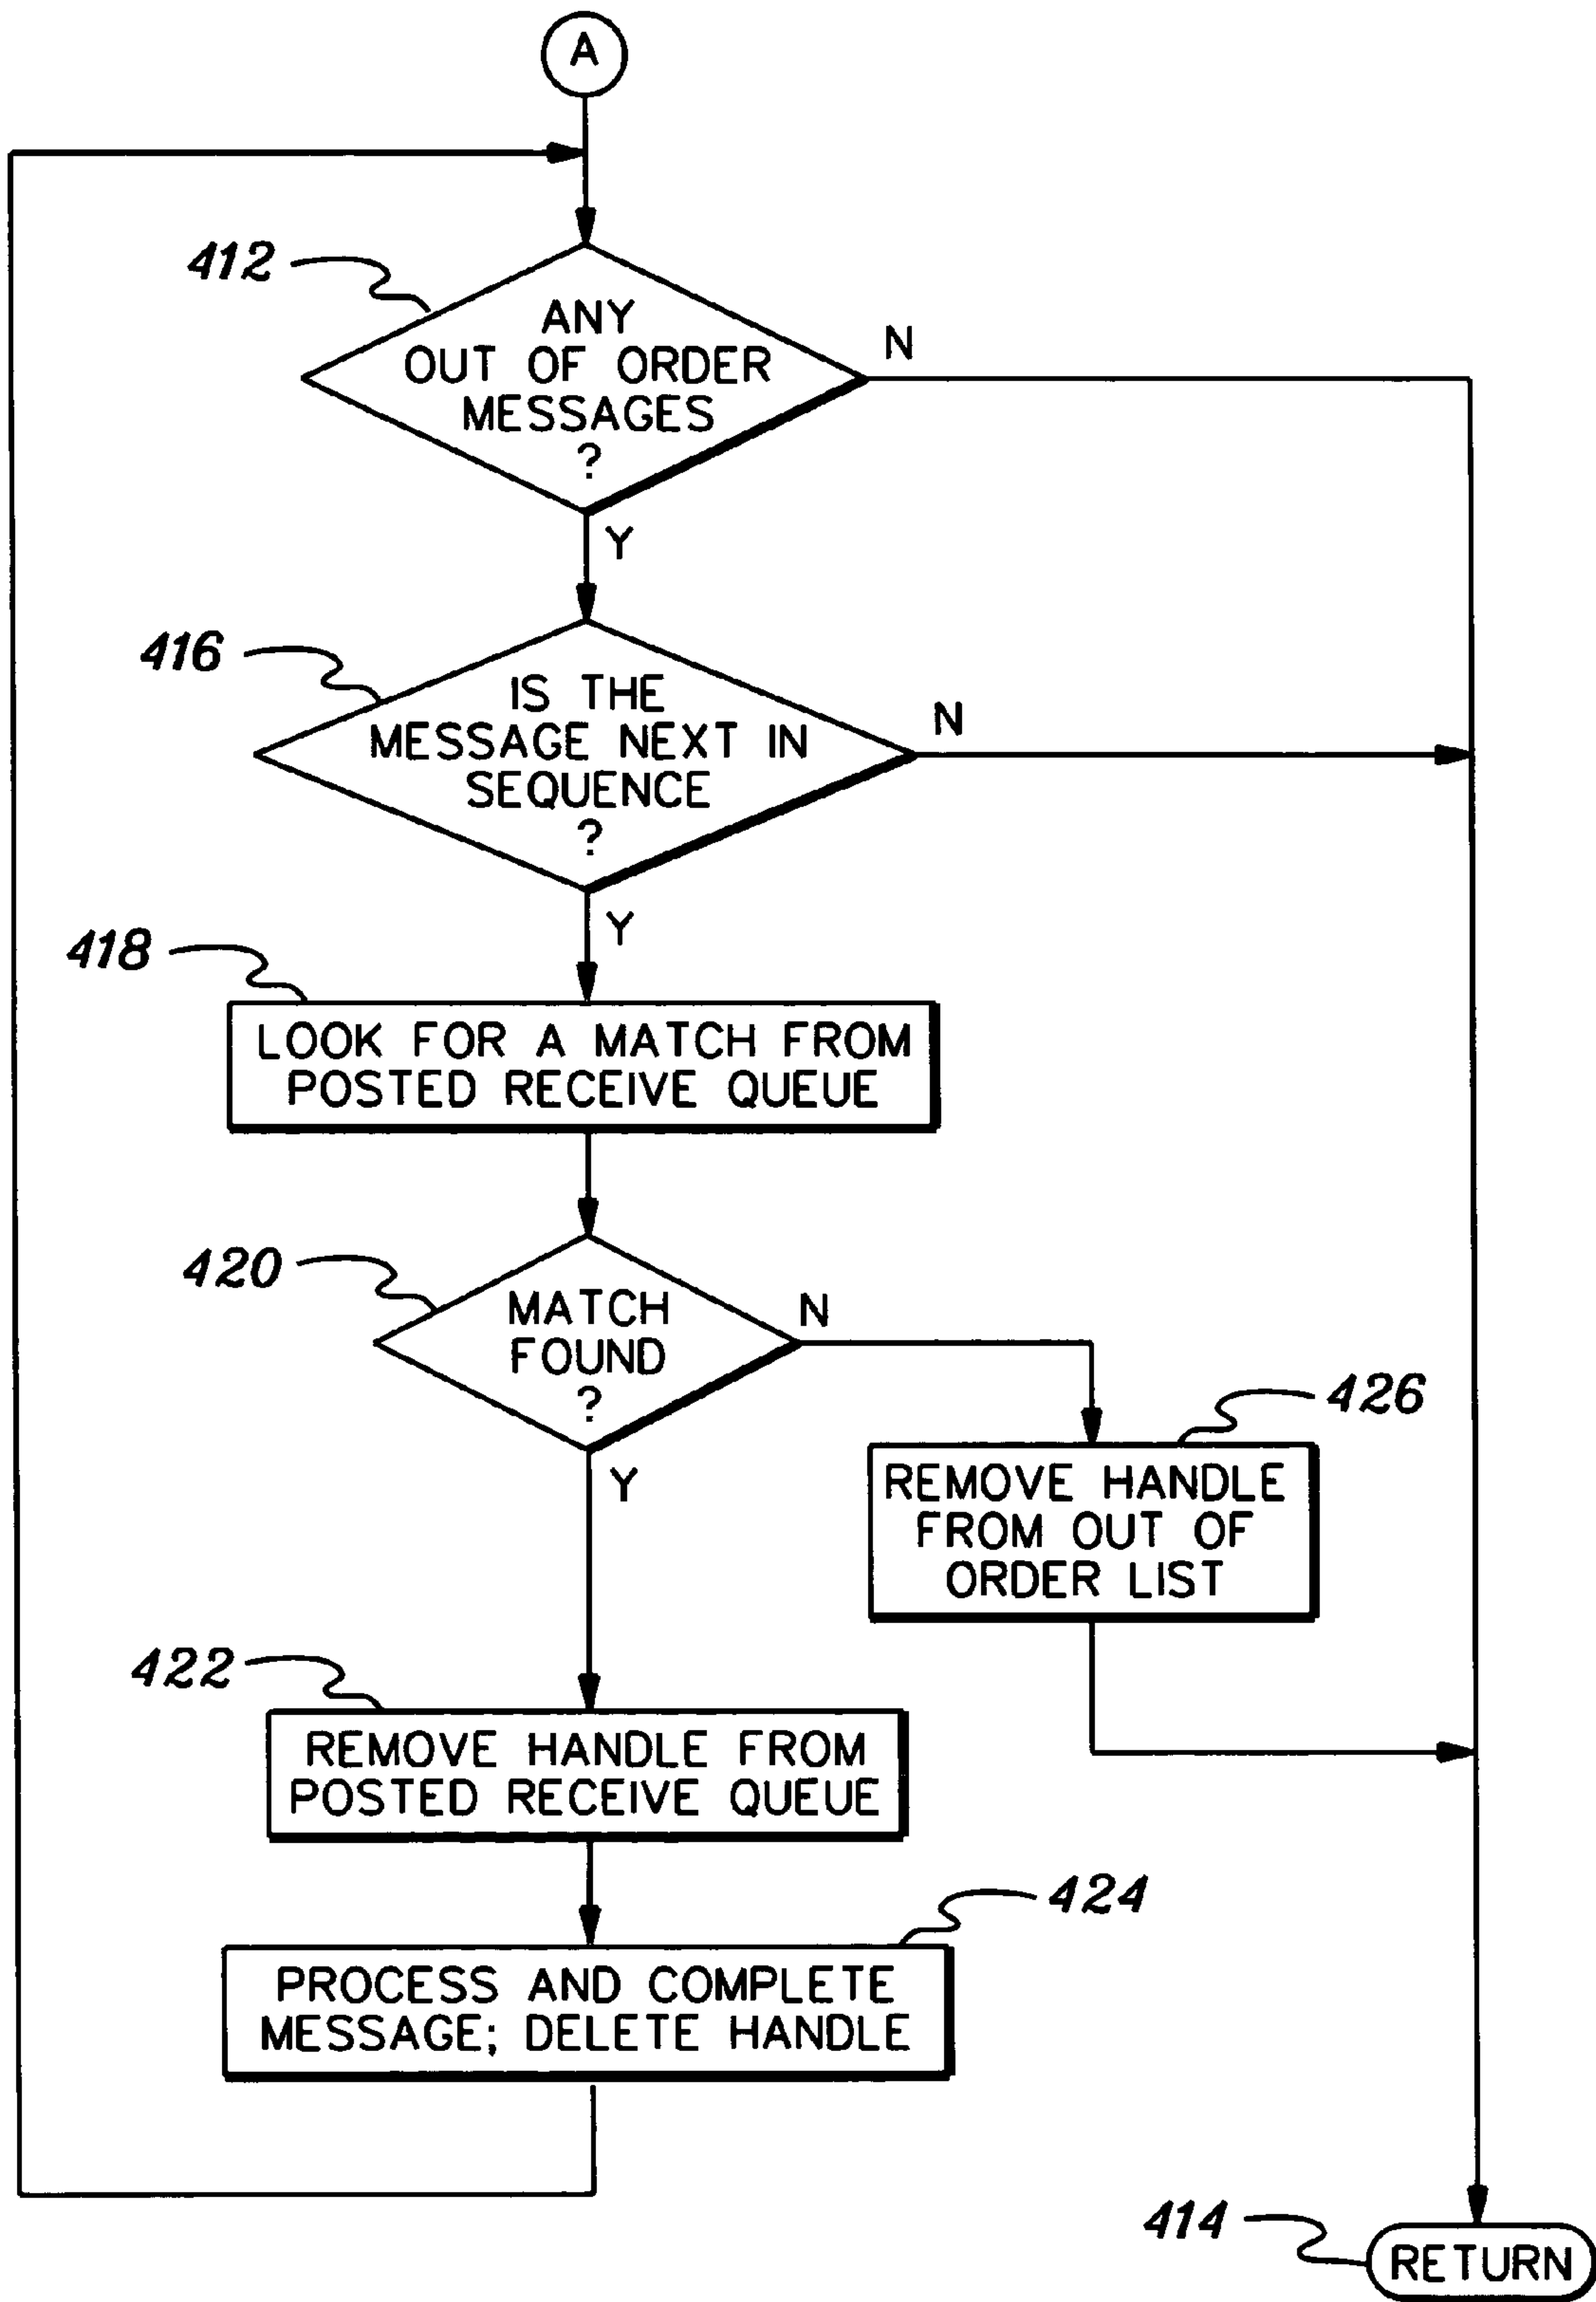 A
412
ANY
OUT OF ORDER
MESSAGES
?
N
Y
416
IS THE
MESSAGE NEXT IN
SEQUENCE
?
N
Y
418
LOOK FOR A MATCH FROM
POSTED RECEIVE QUEUE
420
MATCH
FOUND
?
N
Y
426
REMOVE HANDLE
FROM OUT OF
ORDER LIST
422
REMOVE HANDLE FROM
POSTED RECEIVE QUEUE
424
PROCESS AND COMPLETE
MESSAGE; DELETE HANDLE
414
RETURN